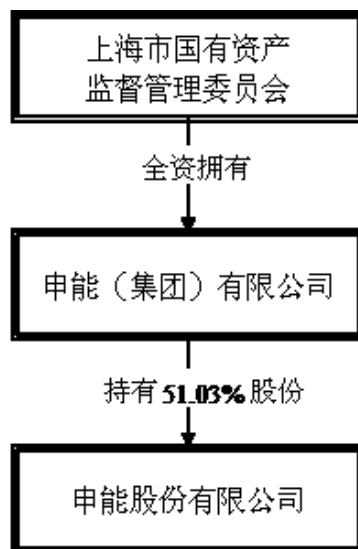 上海市国有资产
监督管理委员会
全资拥有
申能（集团）有限公司
持有 51.03% 股份
申能股份有限公司